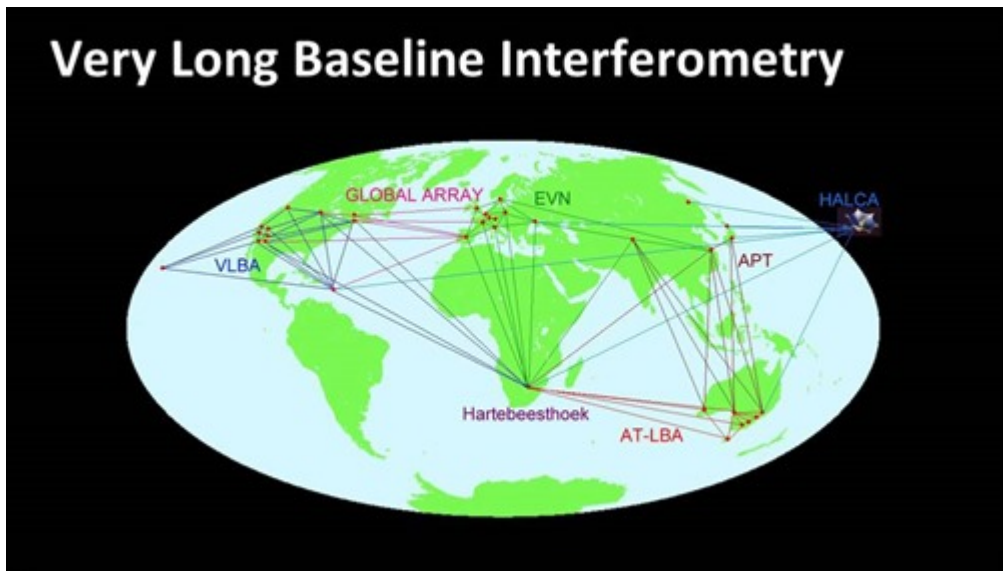 Very Long Baseline Interferometry
GLOBAL ARRAY
EVN
HALCA
VLBA
APT
Hartebeesthoek
AT-LBA